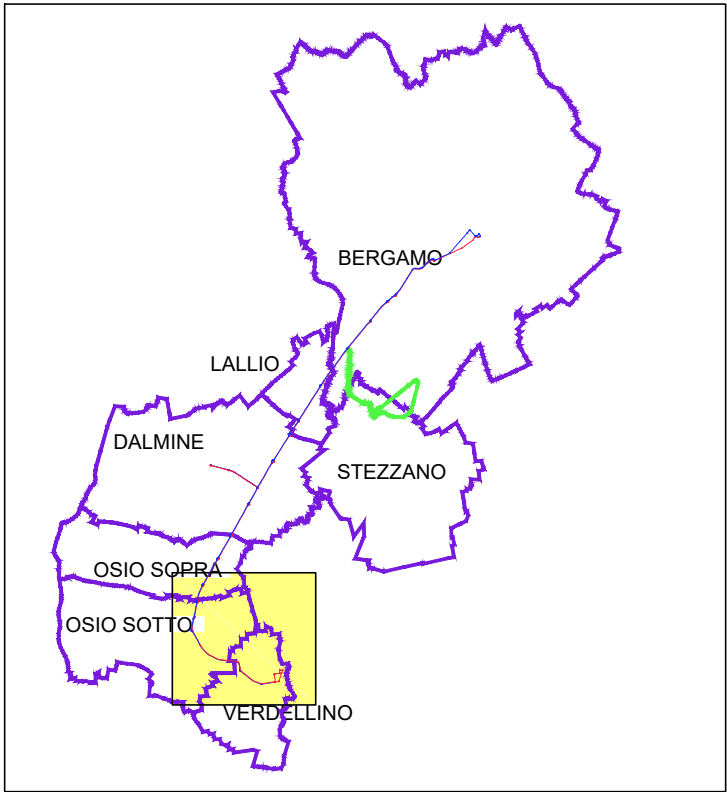 BERGAMO
LALLIO
DALMINE
STEZZANO
OSIO SOPRA
OSIO SOTTO
VERDELLINO